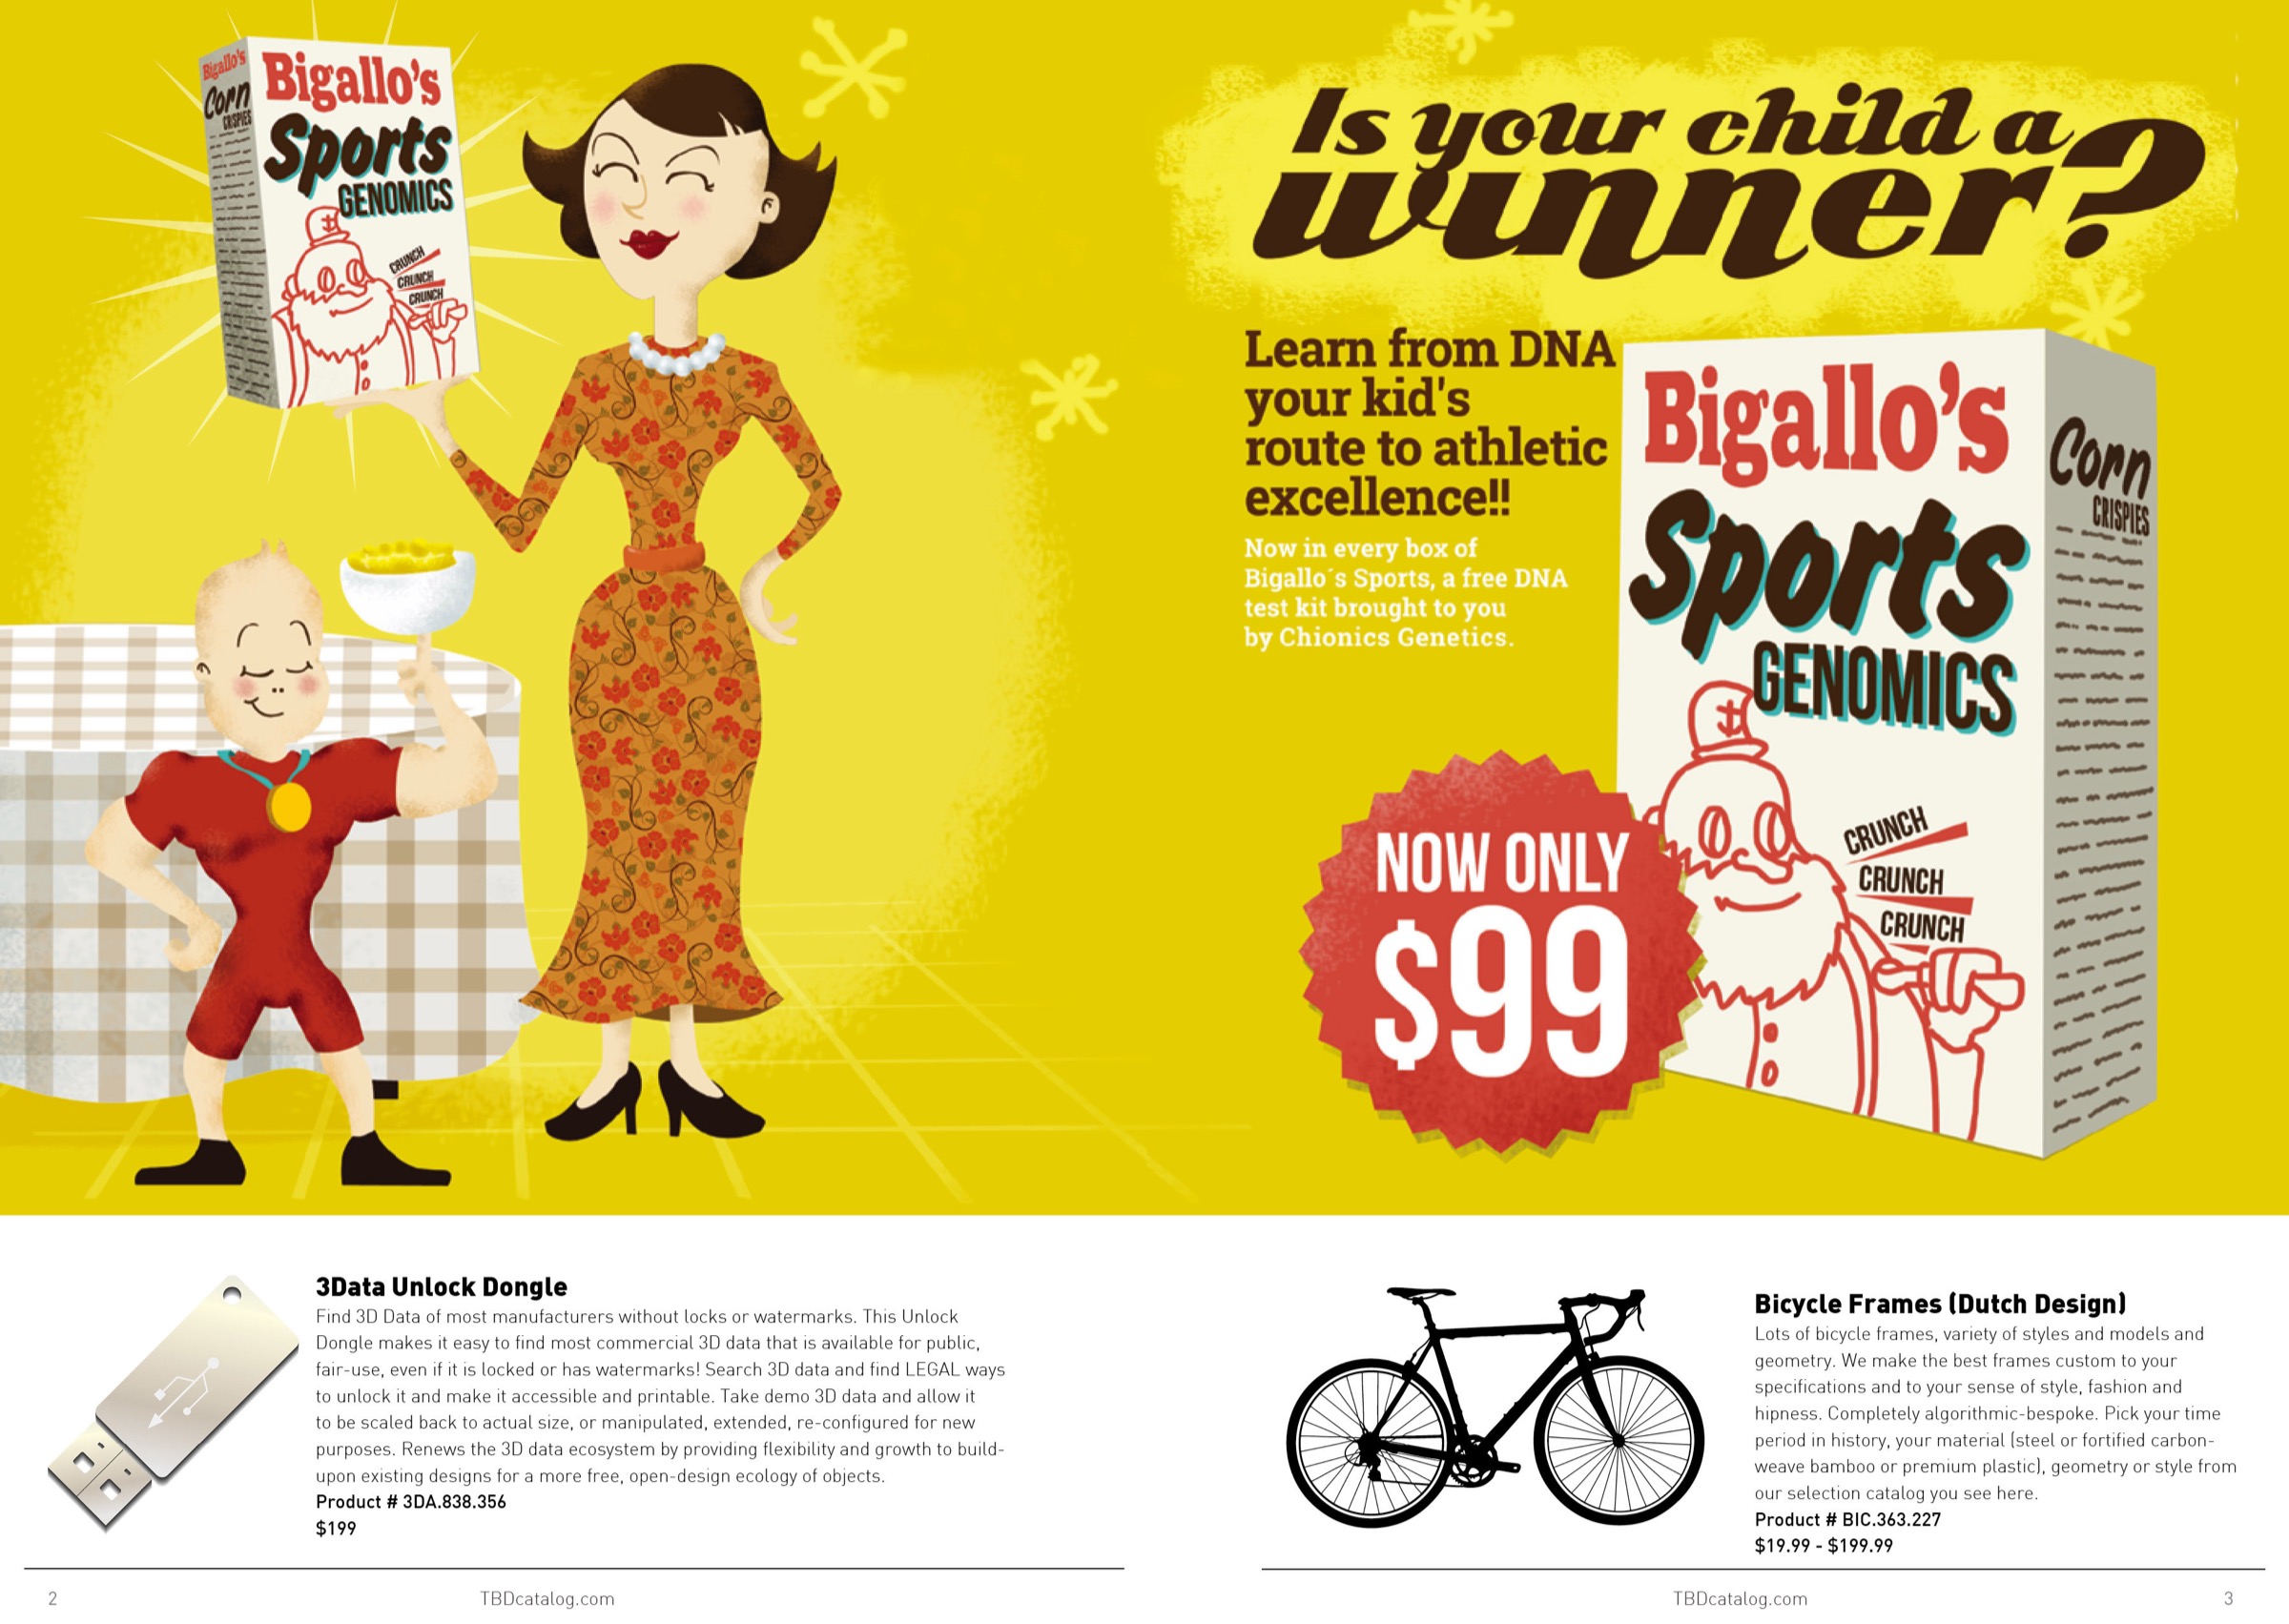 Bigallo's
Corn
CRISPIES
Bigallo's
Sports
GENOMICS
CRUNCH
CRUNCH
CRUNCH
Is your child a
winner?
Learn from DNA
your kid's
route to athletic
excellence!!
Now in every box of
Bigallo´s Sports, a free DNA
test kit brought to you
by Chionics Genetics.
Bigallo's
Sports
GENOMICS
CRUNCH
CRUNCH
CRUNCH
Corn
CRISPIES
NOW ONLY
$99
3Data Unlock Dongle
Find 3D Data of most manufacturers without locks or watermarks. This Unlock
Dongle makes it easy to find most commercial 3D data that is available for public,
fair-use, even if it is locked or has watermarks! Search 3D data and find LEGAL ways
to unlock it and make it accessible and printable. Take demo 3D data and allow it
to be scaled back to actual size, or manipulated, extended, re-configured for new
purposes. Renews the 3D data ecosystem by providing flexibility and growth to build-
upon existing designs for a more free, open-design ecology of objects.
Product # 3DA.838.356
$199
Bicycle Frames (Dutch Design)
Lots of bicycle frames, variety of styles and models and
geometry. We make the best frames custom to your
specifications and to your sense of style, fashion and
hipness. Completely algorithmic-bespoke. Pick your time
period in history, your material (steel or fortified carbon-
weave bamboo or premium plastic), geometry or style from
our selection catalog you see here.
Product # BIC.363.227
$19.99 - $199.99
2
TBDcatalog.com
TBDcatalog.com
3